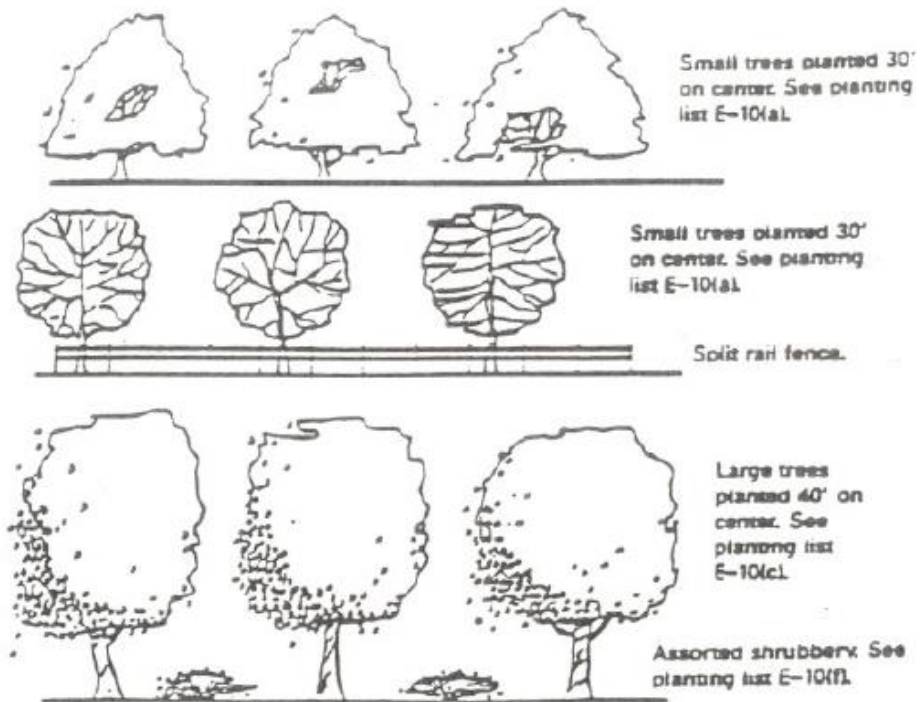 Small trees planted 30'
on center. See planting
list E-10(a).
Small trees planted 30'
on center. See planting
list E-10(a).
Split rail fence.
Large trees
planted 40' on
center. See
planting list
E-10(c).
Assorted shrubbery. See
planting list E-10(f).